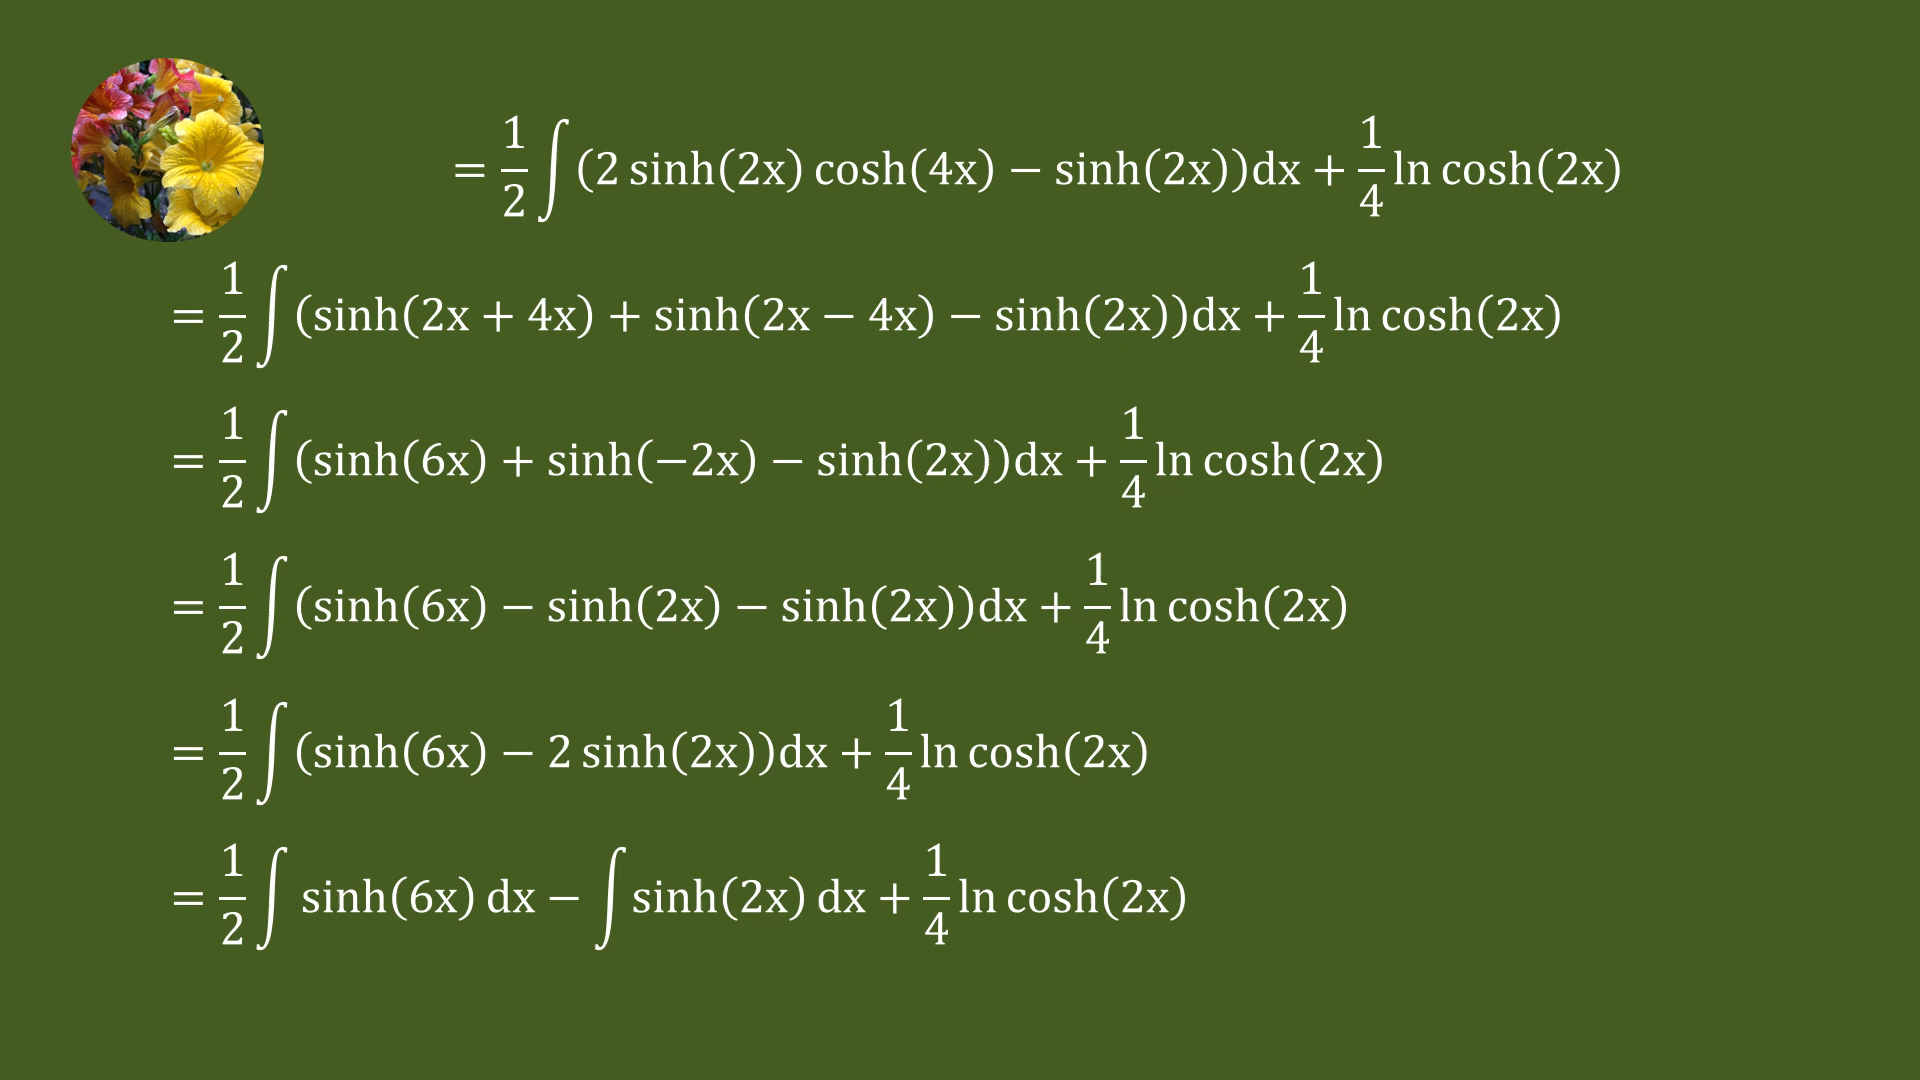 = 1/2 ∫ (2 sinh(2x) cosh(4x) − sinh(2x))dx + 1/4 ln cosh(2x)
= 1/2 ∫ (sinh(2x + 4x) + sinh(2x − 4x) − sinh(2x))dx + 1/4 ln cosh(2x)
= 1/2 ∫ (sinh(6x) + sinh(−2x) − sinh(2x))dx + 1/4 ln cosh(2x)
= 1/2 ∫ (sinh(6x) − sinh(2x) − sinh(2x))dx + 1/4 ln cosh(2x)
= 1/2 ∫ (sinh(6x) − 2 sinh(2x))dx + 1/4 ln cosh(2x)
= 1/2 ∫ sinh(6x) dx − ∫ sinh(2x) dx + 1/4 ln cosh(2x)